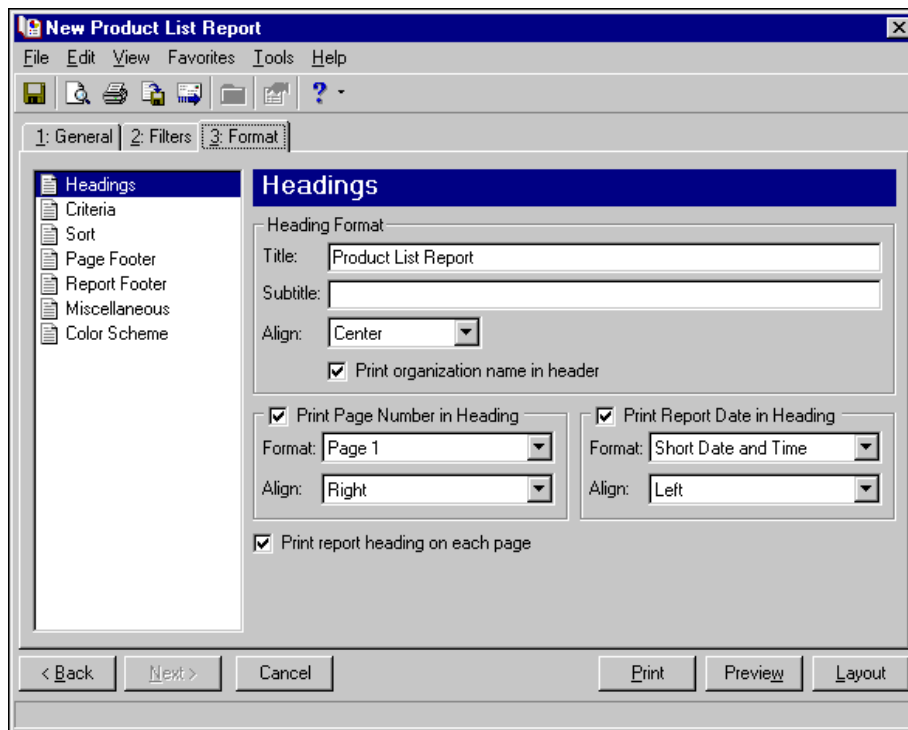 New Product List Report
File Edit View Favorites Tools Help
?
1: General 2: Filters 3: Format
Headings
Criteria
Sort
Page Footer
Report Footer
Miscellaneous
Color Scheme
Headings
Heading Format
Title: Product List Report
Subtitle:
Align: Center
Print organization name in header
Print Page Number in Heading
Format: Page 1
Align: Right
Print Report Date in Heading
Format: Short Date and Time
Align: Left
Print report heading on each page
< Back Next > Cancel Print Preview Layout